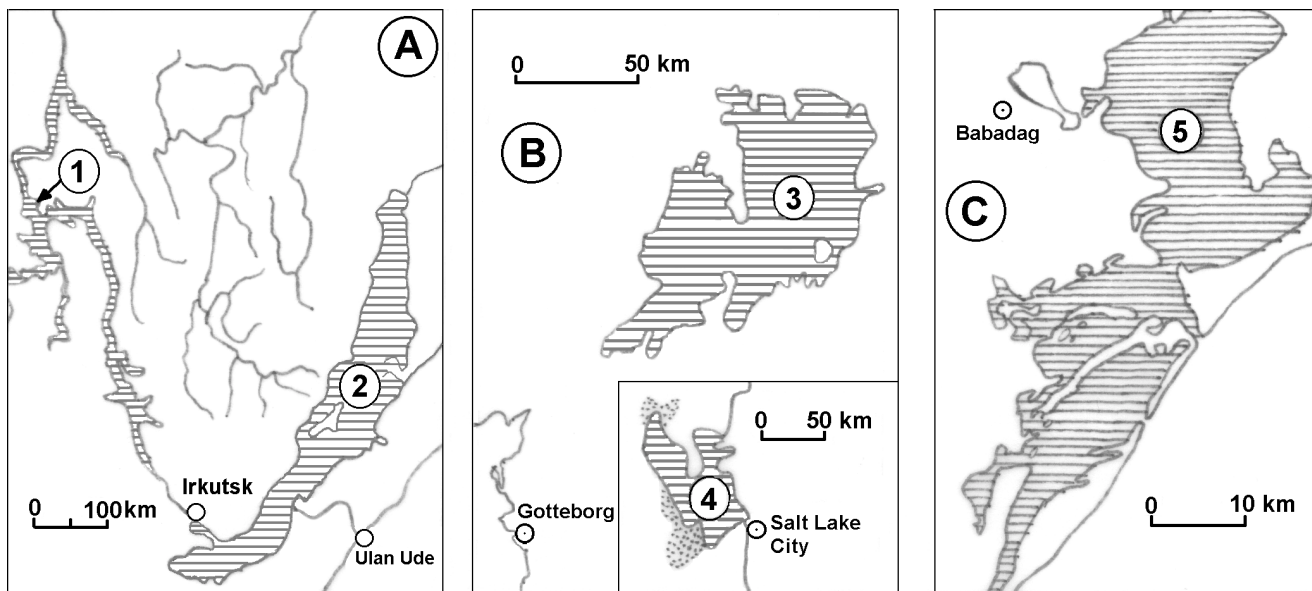 A
1
2
0 100km
Irkutsk
Ulan Ude
0 50 km
B
3
Gotteborg
0 50 km
4
Salt Lake
City
5
Babadag
C
0 10 km